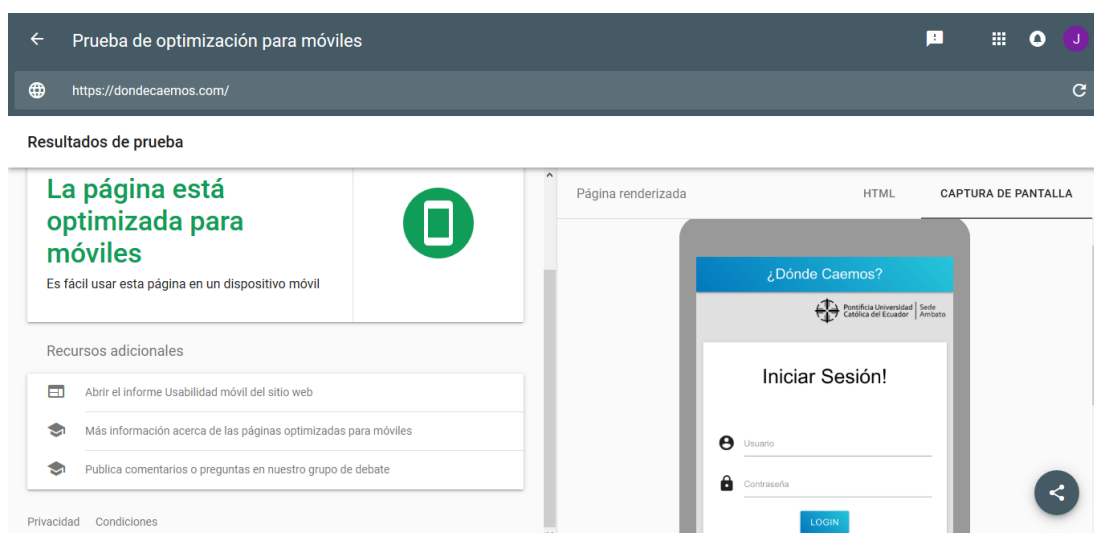 Prueba de optimización para móviles
J
https://dondecaemos.com/
Resultados de prueba
La página está
optimizada para
móviles
Es fácil usar esta página en un dispositivo móvil
Recursos adicionales
Abrir el informe Usabilidad móvil del sitio web
Más información acerca de las páginas optimizadas para móviles
Publica comentarios o preguntas en nuestro grupo de debate
Privacidad Condiciones
Página renderizada
HTML
CAPTURA DE PANTALLA
¿Dónde Caemos?
Pontificia Universidad Sede
Católica del Ecuador Ambato
Iniciar Sesión!
Usuario
Contraseña
LOGIN